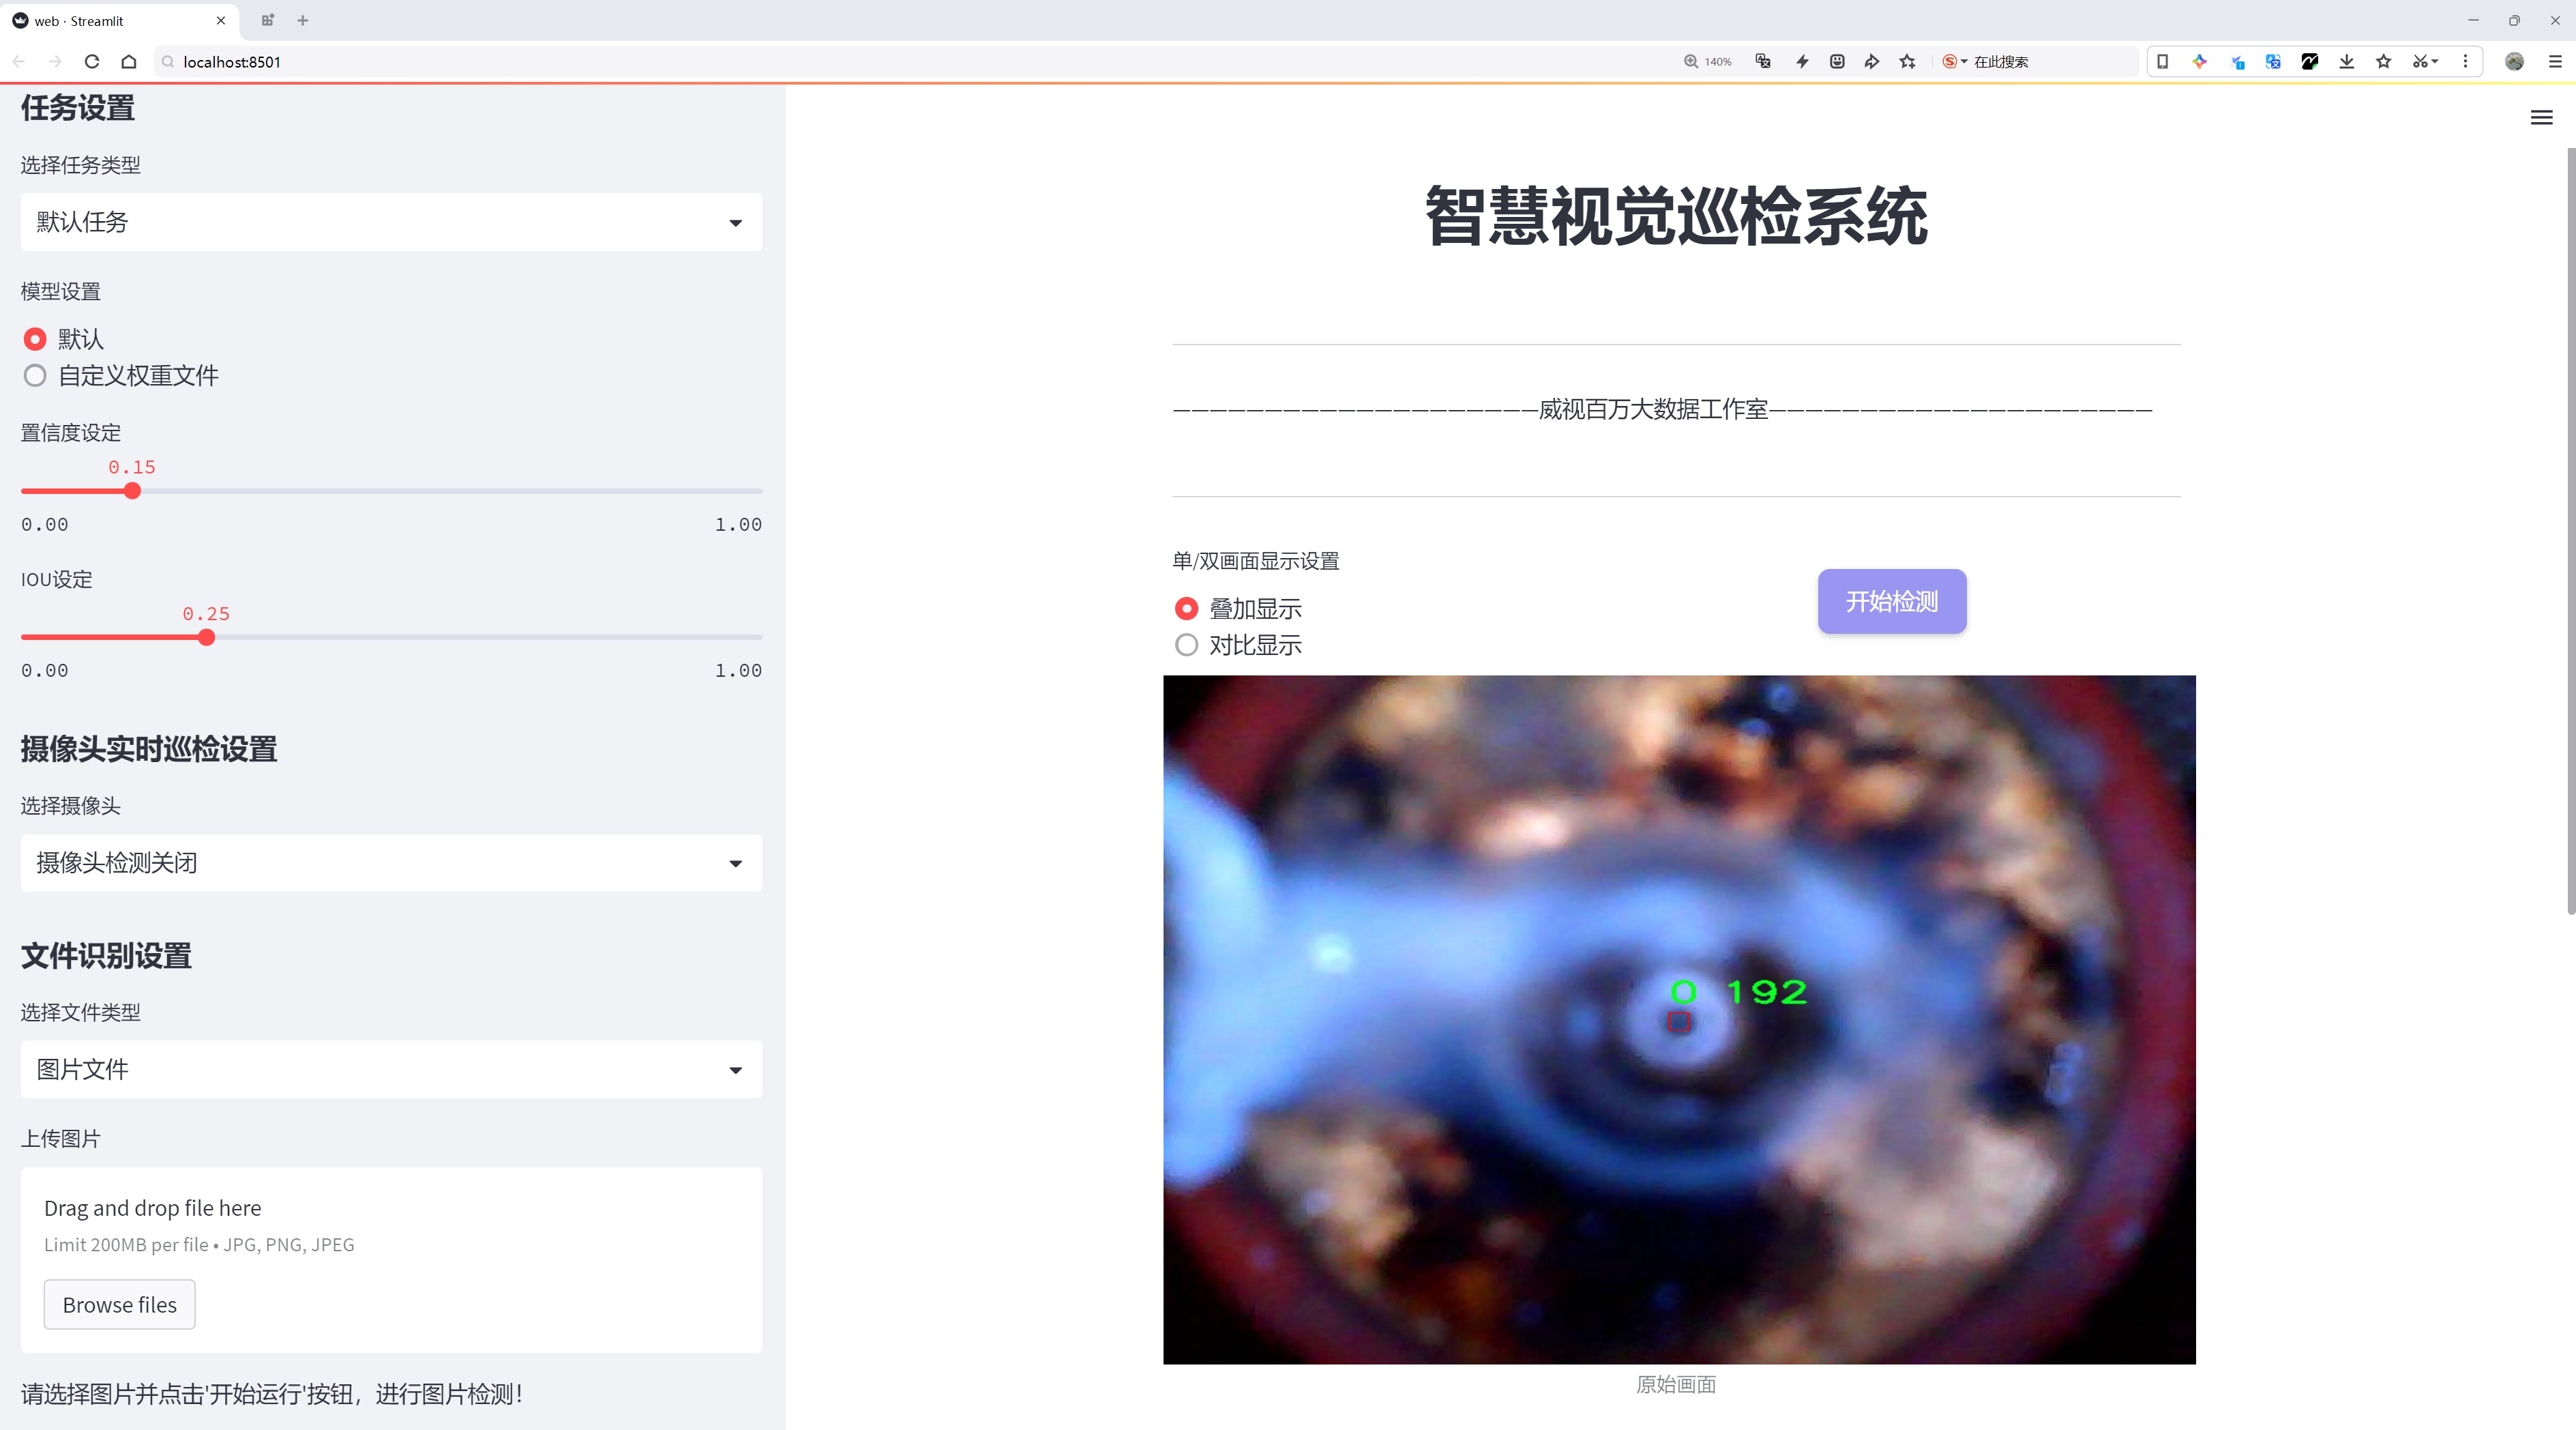 web · Streamlit
localhost:8501
140%
在此搜索
任务设置
选择任务类型
默认任务
模型设置
默认
自定义权重文件
置信度设定
0.15
0.00
1.00
IOU设定
0.25
0.00
1.00
摄像头实时巡检设置
选择摄像头
摄像头检测关闭
文件识别设置
选择文件类型
图片文件
上传图片
Drag and drop file here
Limit 200MB per file • JPG, PNG, JPEG
Browse files
请选择图片并点击'开始运行'按钮，进行图片检测！
智慧视觉巡检系统
————————————————————威视百万大数据工作室—————————————————————
单/双画面显示设置
叠加显示
对比显示
开始检测
0 192
原始画面